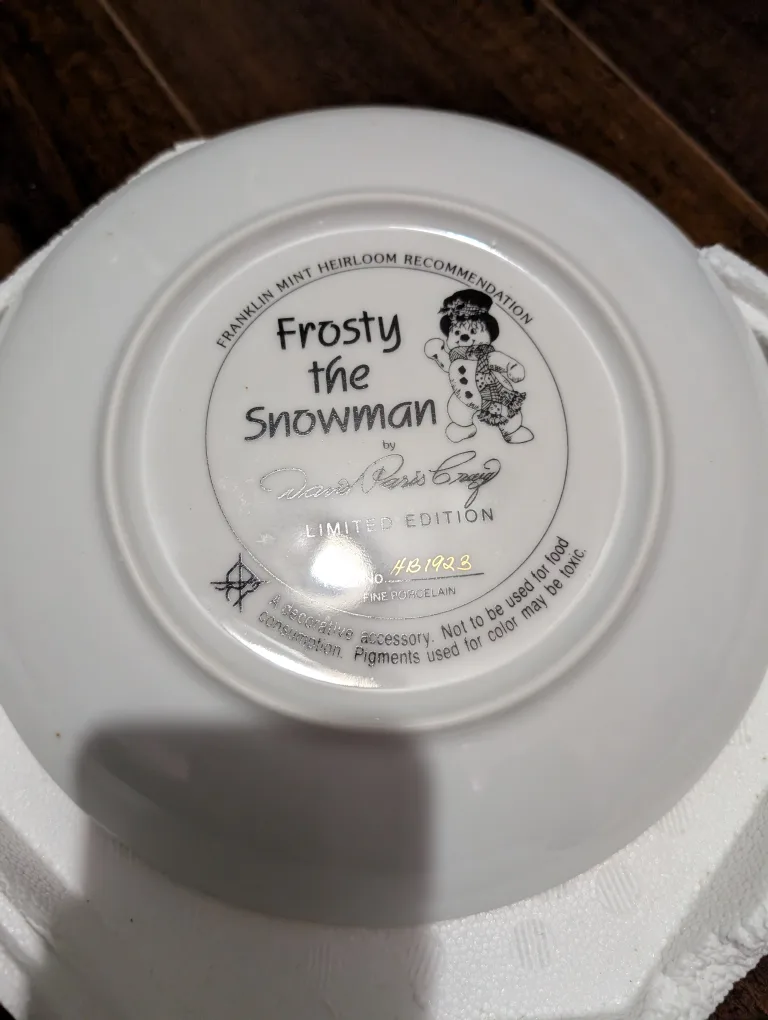 FRANKLIN MINT HEIRLOOM RECOMMENDATION
Frosty
the
Snowman
by
David Paris Craig
LIMITED EDITION
No. HB1923
FINE PORCELAIN
A decorative accessory. Not to be used for food
consumption. Pigments used for color may be toxic.